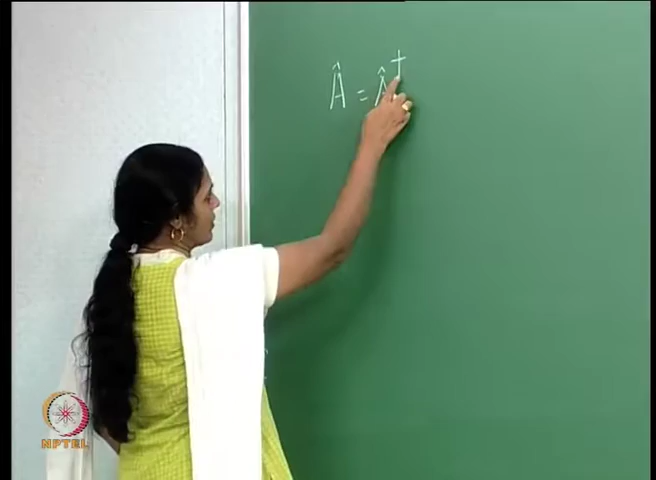 Â = Â†
NPTEL